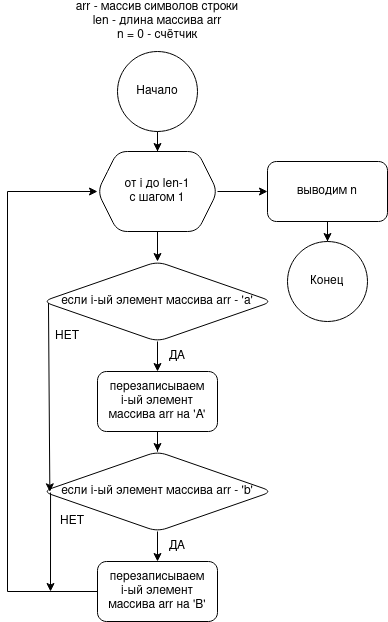 arr - массив символов строки
len - длина массива arr
n = 0 - счётчик
Начало
от i до len-1
с шагом 1
выводим n
Конец
если i-ый элемент массива arr - 'a'
НЕТ
ДА
перезаписываем
i-ый элемент
массива arr на 'A'
если i-ый элемент массива arr - 'b'
НЕТ
ДА
перезаписываем
i-ый элемент
массива arr на 'B'